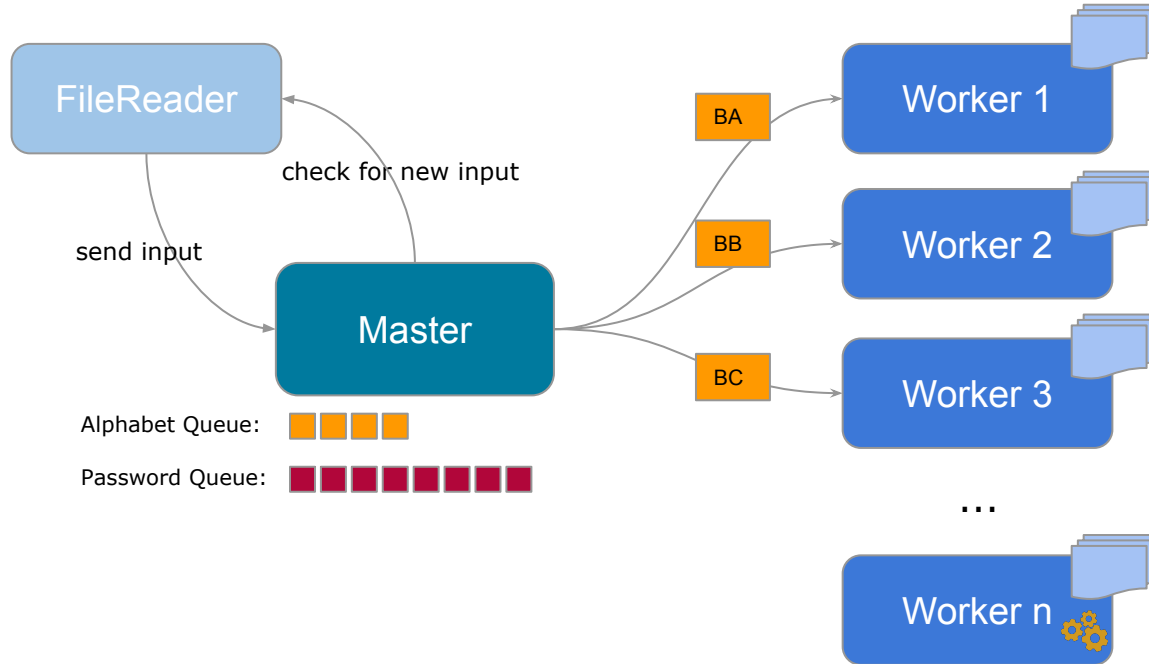 FileReader
check for new input
send input
Master
Alphabet Queue:
Password Queue:
BA
BB
BC
Worker 1
Worker 2
Worker 3
...
Worker n